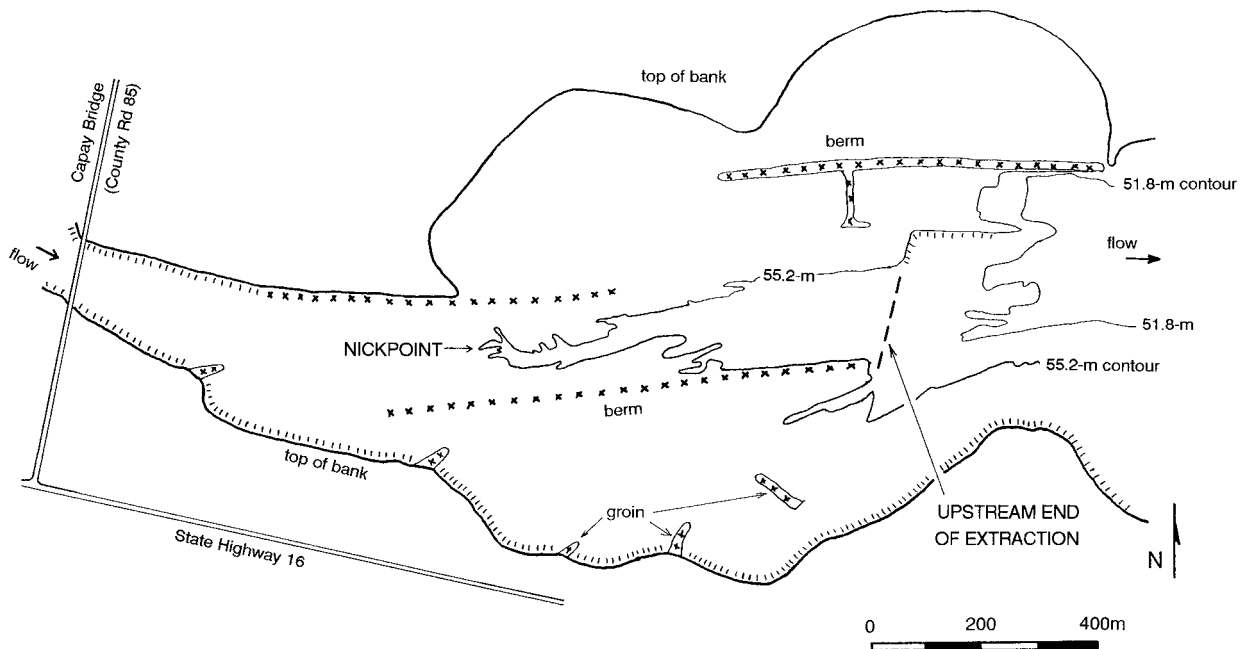 top of bank
Capay Bridge
(County Rd 85)
berm
51.8-m contour
flow
flow
55.2-m
NICKPOINT
51.8-m
55.2-m contour
berm
top of bank
groin
UPSTREAM END
OF EXTRACTION
State Highway 16
N
0 200 400m